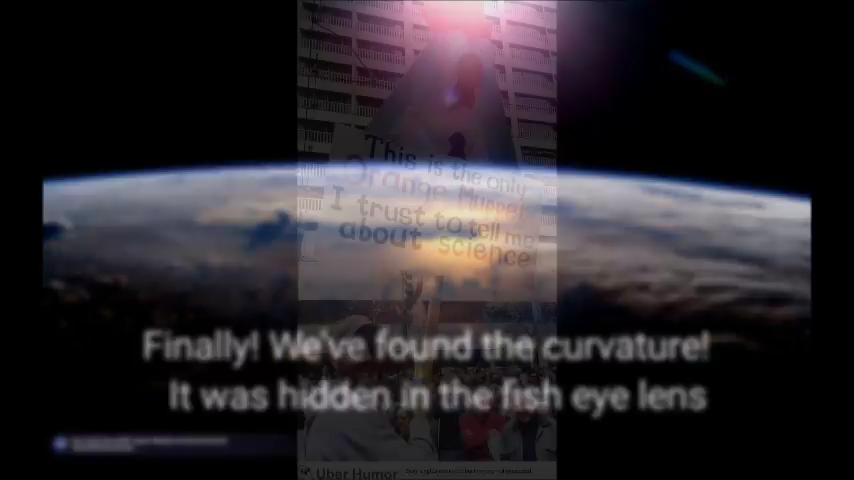 This is the only
Orange Muppet
I trust to tell me
about science
Finally! We've found the curvature!
It was hidden in the fish eye lens
Uber Humor